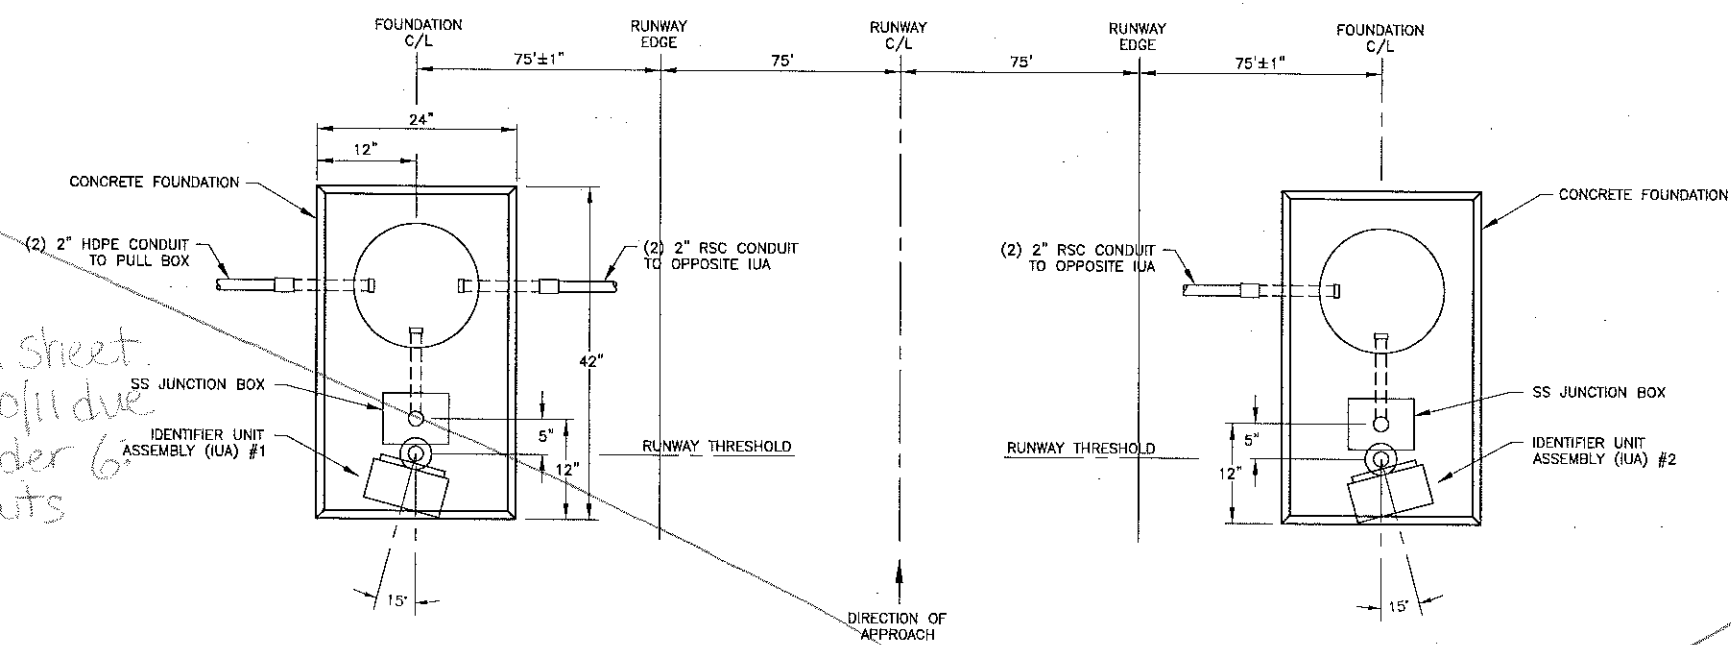 FOUNDATION
C/L
RUNWAY
EDGE
RUNWAY
C/L
RUNWAY
EDGE
FOUNDATION
C/L
75'±1"
75'
75'
75'±1"
24"
12"
CONCRETE FOUNDATION
(2) 2" HDPE CONDUIT
TO PULL BOX
(2) 2" RSC CONDUIT
TO OPPOSITE IUA
(2) 2" RSC CONDUIT
TO OPPOSITE IUA
CONCRETE FOUNDATION
sheet
0/11 due
42"
SS JUNCTION BOX
IDENTIFIER UNIT
ASSEMBLY (IUA) #1
5"
12"
RUNWAY THRESHOLD
RUNWAY THRESHOLD
5"
12"
SS JUNCTION BOX
IDENTIFIER UNIT
ASSEMBLY (IUA) #2
15°
DIRECTION OF
APPROACH
15°